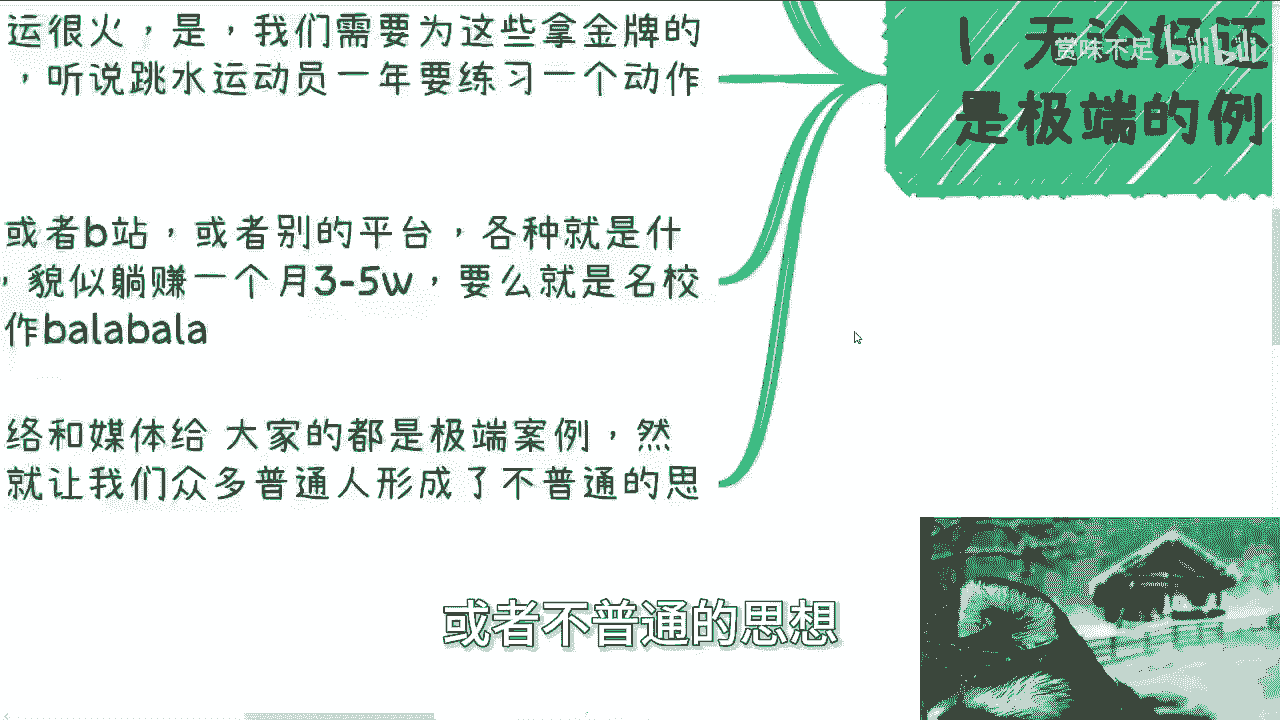 运很火，是，我们需要为这些拿金牌的
，听说跳水运动员一年要练习一个动作
或者b站，或者别的平台，各种就是什
，貌似躺赚一个月3-5w，要么就是名校
作balabala
络和媒体给 大家的都是极端案例，然
就让我们众多普通人形成了不普通的思
1. 无论好还
是极端的例
赏味不足 bilibili
或者不普通的思想